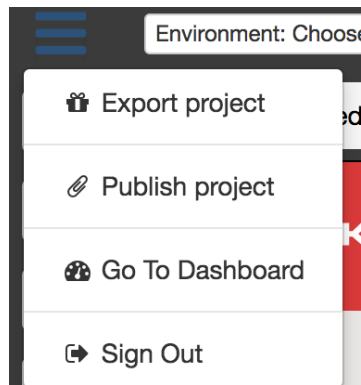 Environment: Choose
Export project
Publish project
Go To Dashboard
Sign Out